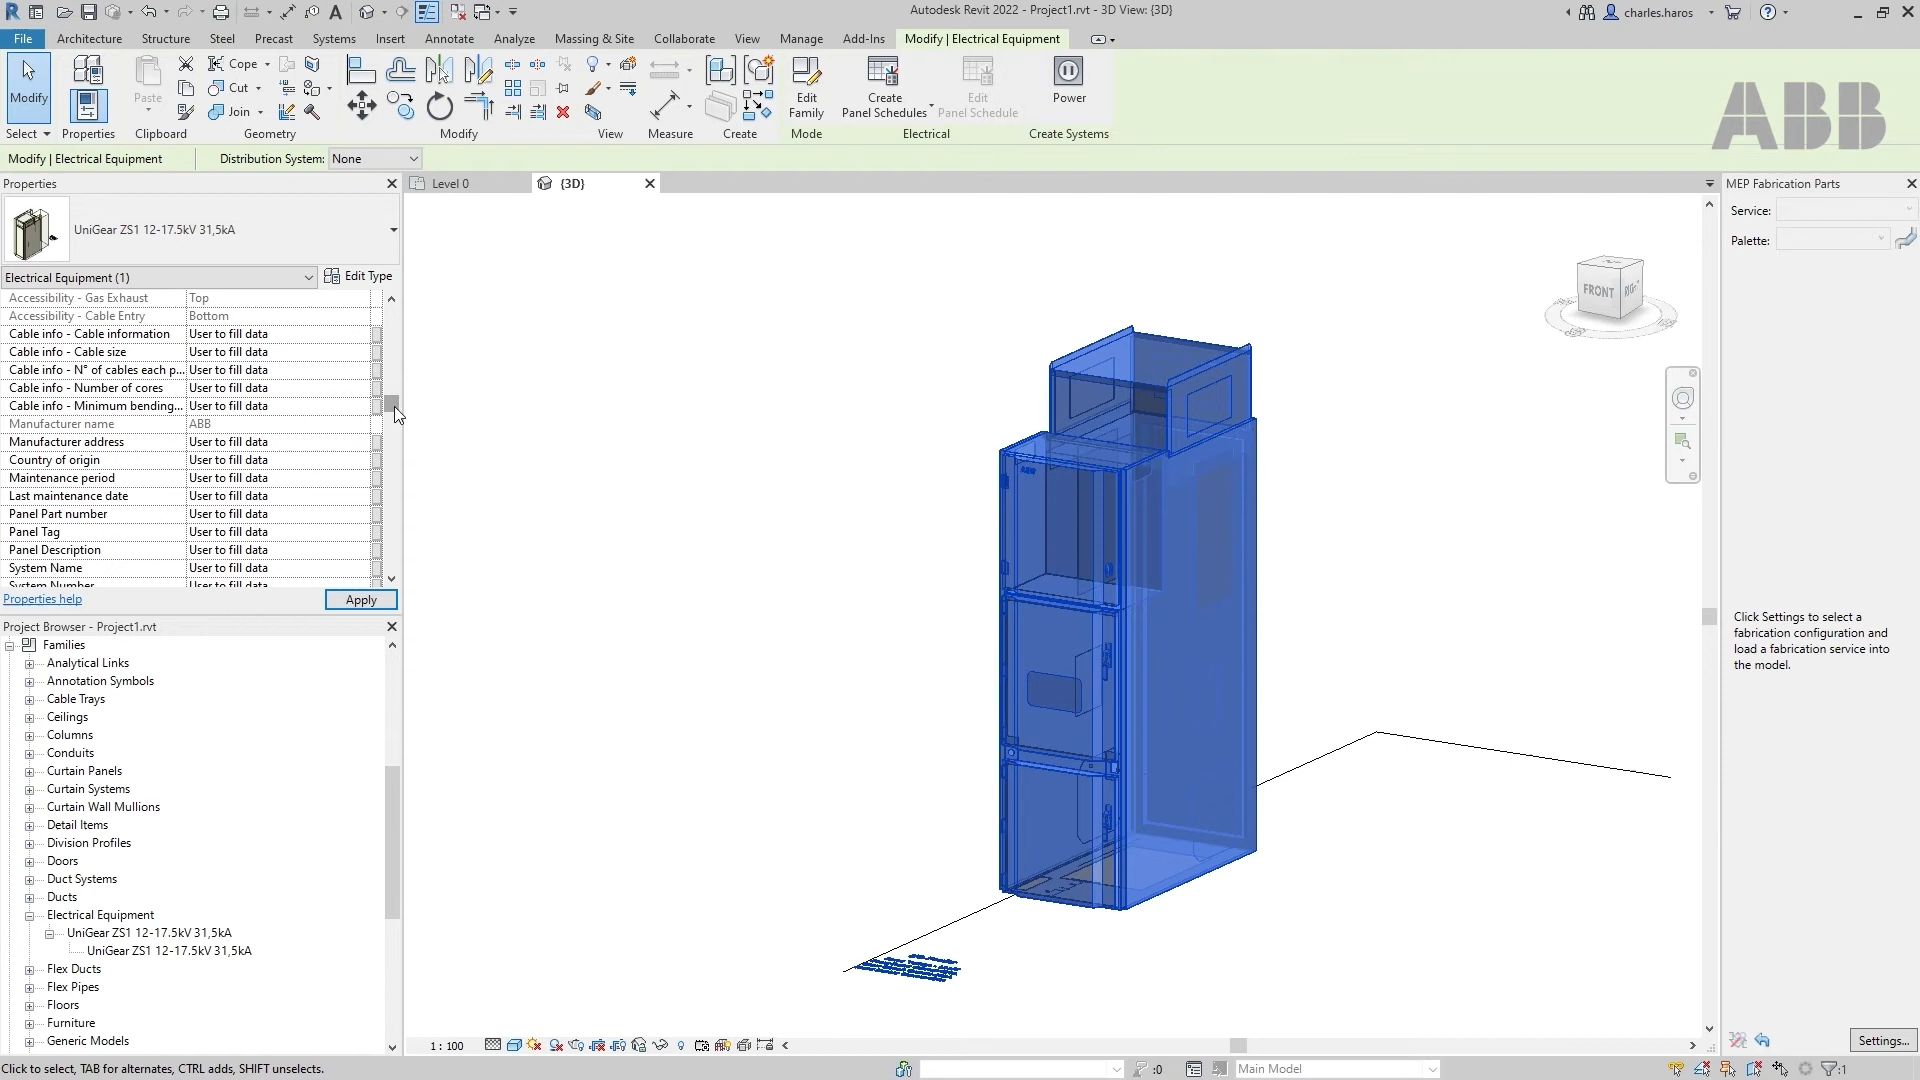 Autodesk Revit 2022 - Project1.rvt - 3D View: {3D}
charles.haros
File
Architecture
Structure
Steel
Precast
Systems
Insert
Annotate
Analyze
Massing & Site
Collaborate
View
Manage
Add-Ins
Modify | Electrical Equipment
Modify
Paste
Cope
Cut
Join
Edit Family
Create Panel Schedules
Edit Panel Schedule
Power
ABB
Select
Properties
Clipboard
Geometry
Modify
View
Measure
Create
Mode
Electrical
Create Systems
Modify | Electrical Equipment
Distribution System: None
Properties
Level 0
{3D}
MEP Fabrication Parts
UniGear ZS1 12-17.5kV 31,5kA
Service:
Palette:
Electrical Equipment (1)
Edit Type
Accessibility - Gas Exhaust Top
Accessibility - Cable Entry Bottom
Cable info - Cable information User to fill data
Cable info - Cable size User to fill data
Cable info - N° of cables each p... User to fill data
Cable info - Number of cores User to fill data
Cable info - Minimum bending... User to fill data
Manufacturer name ABB
Manufacturer address User to fill data
Country of origin User to fill data
Maintenance period User to fill data
Last maintenance date User to fill data
Panel Part number User to fill data
Panel Tag User to fill data
Panel Description User to fill data
System Name User to fill data
System Number User to fill data
Properties help
Apply
FRONT
Project Browser - Project1.rvt
Families
Analytical Links
Annotation Symbols
Cable Trays
Ceilings
Columns
Conduits
Curtain Panels
Curtain Systems
Curtain Wall Mullions
Detail Items
Division Profiles
Doors
Duct Systems
Ducts
Electrical Equipment
UniGear ZS1 12-17.5kV 31,5kA
UniGear ZS1 12-17.5kV 31,5kA
Flex Ducts
Flex Pipes
Floors
Furniture
Generic Models
Click Settings to select a
fabrication configuration and
load a fabrication service into
the model.
1 : 100
Settings...
Click to select, TAB for alternates, CTRL adds, SHIFT unselects.
:0
Main Model
:1